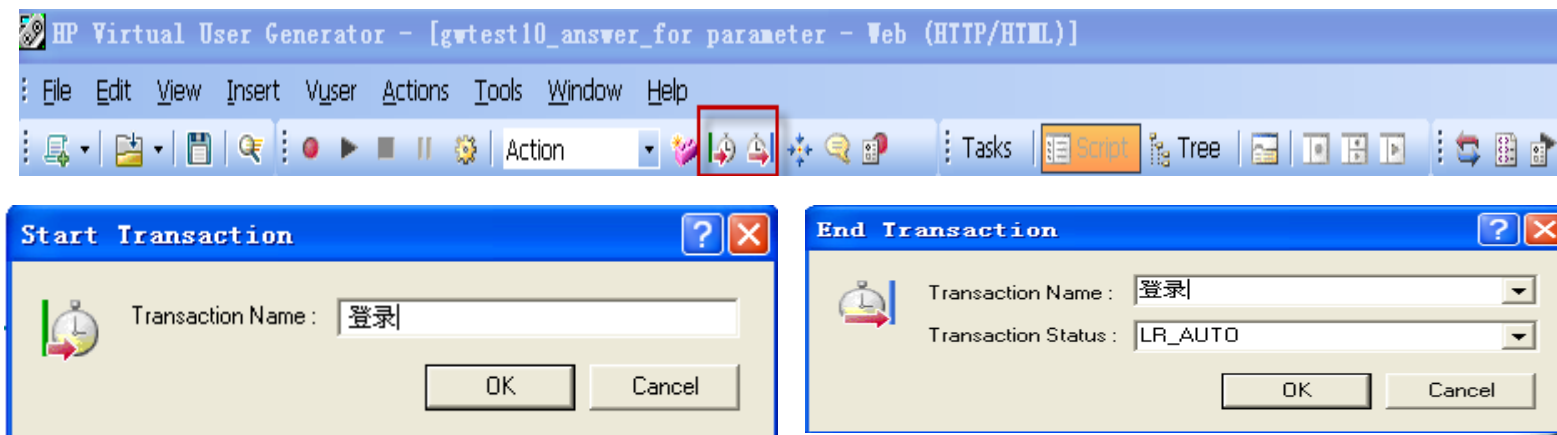 HP Virtual User Generator - [gwtest10_answer_for parameter - Web (HTTP/HTML)]
File Edit View Insert Vuser Actions Tools Window Help
Action Tasks Script Tree
Start Transaction
Transaction Name : 登录
OK Cancel
End Transaction
Transaction Name : 登录
Transaction Status : LR_AUTO
OK Cancel